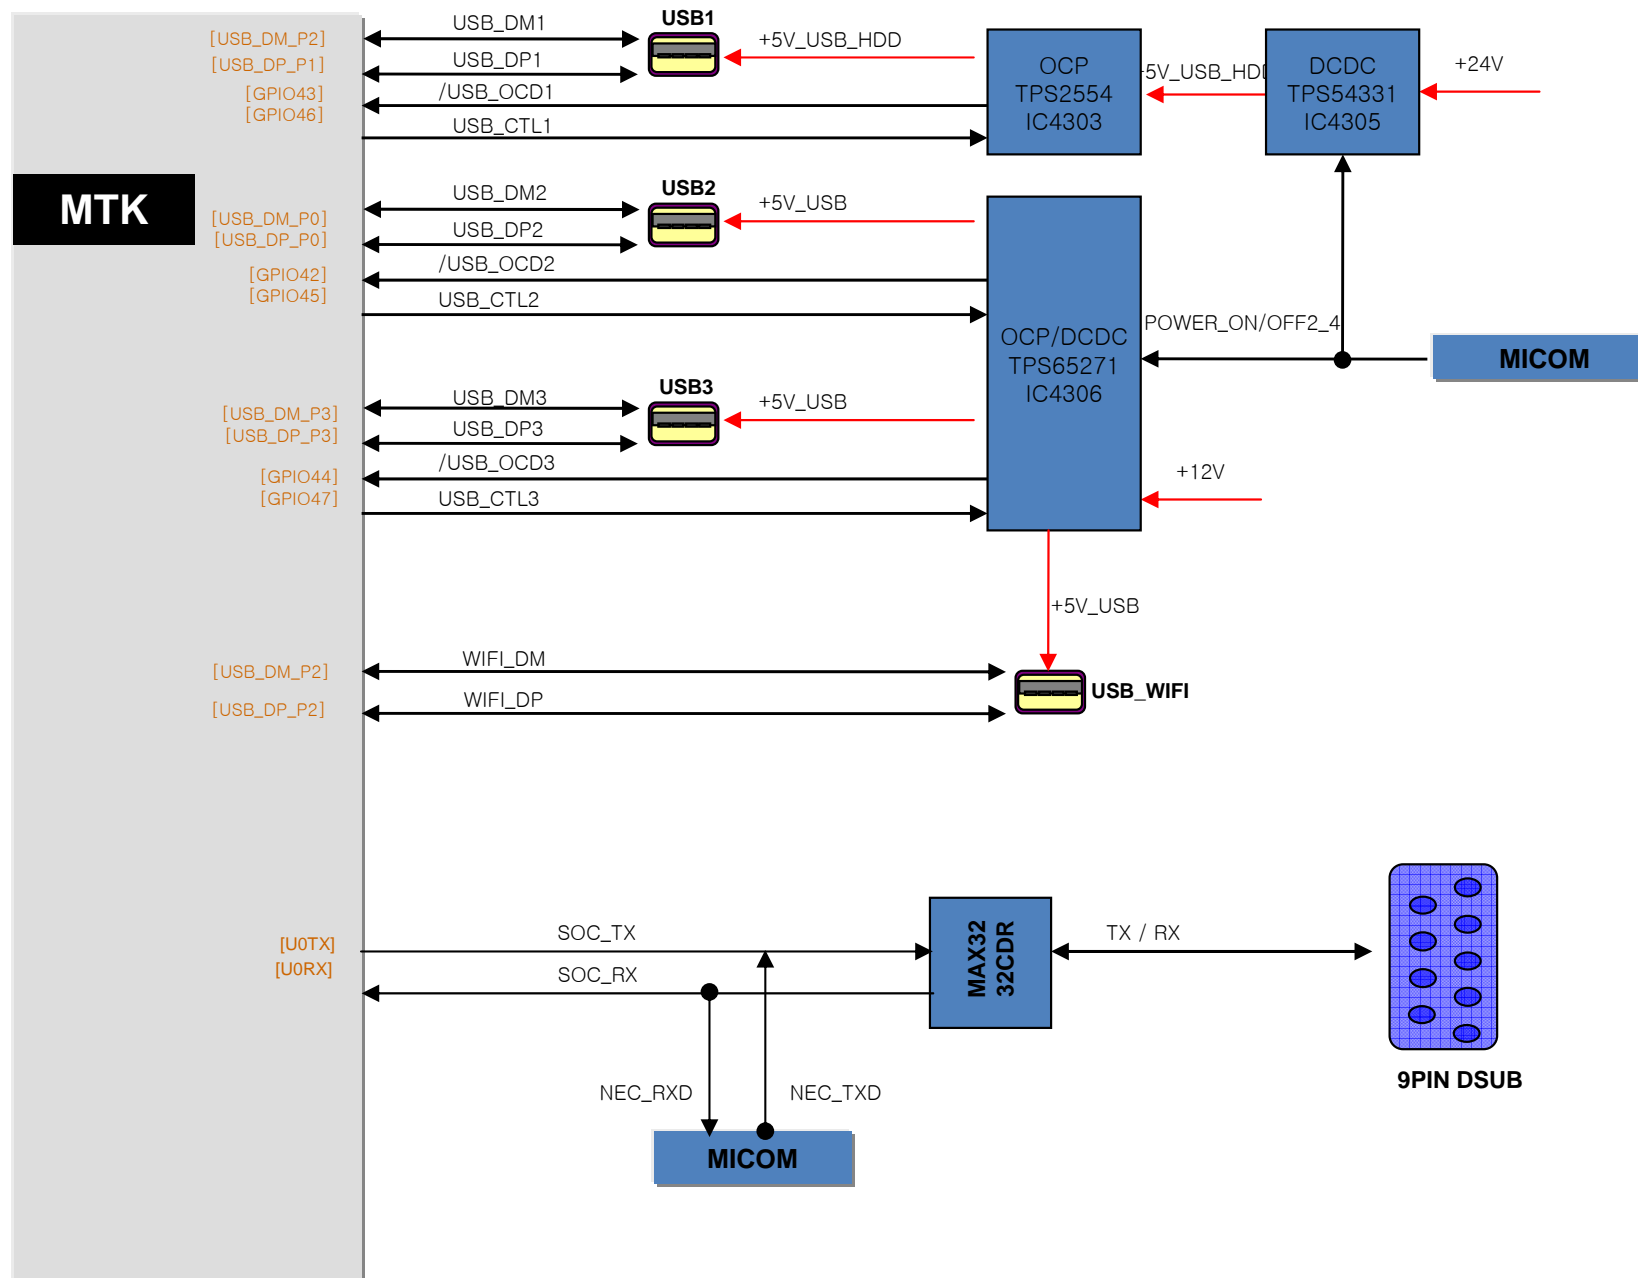 USB1
USB_DM1
[USB_DM_P2]
+5V_USB_HDD
USB_DP1
[USB_DP_P1]
OCP
TPS2554
IC4303
+5V_USB_HDD
DCDC
TPS54331
IC4305
+24V
/USB_OCD1
[GPIO43]
[GPIO46]
USB_CTL1
MTK
USB2
USB_DM2
[USB_DM_P0]
+5V_USB
USB_DP2
[USB_DP_P0]
/USB_OCD2
[GPIO42]
[GPIO45]
USB_CTL2
OCP/DCDC
TPS65271
IC4306
POWER_ON/OFF2_4
MICOM
USB3
USB_DM3
[USB_DM_P3]
+5V_USB
USB_DP3
[USB_DP_P3]
/USB_OCD3
[GPIO44]
[GPIO47]
USB_CTL3
+12V
+5V_USB
WIFI_DM
[USB_DM_P2]
WIFI_DP
[USB_DP_P2]
USB_WIFI
SOC_TX
[U0TX]
SOC_RX
[U0RX]
MAX32
32CDR
TX / RX
9PIN DSUB
NEC_RXD
NEC_TXD
MICOM